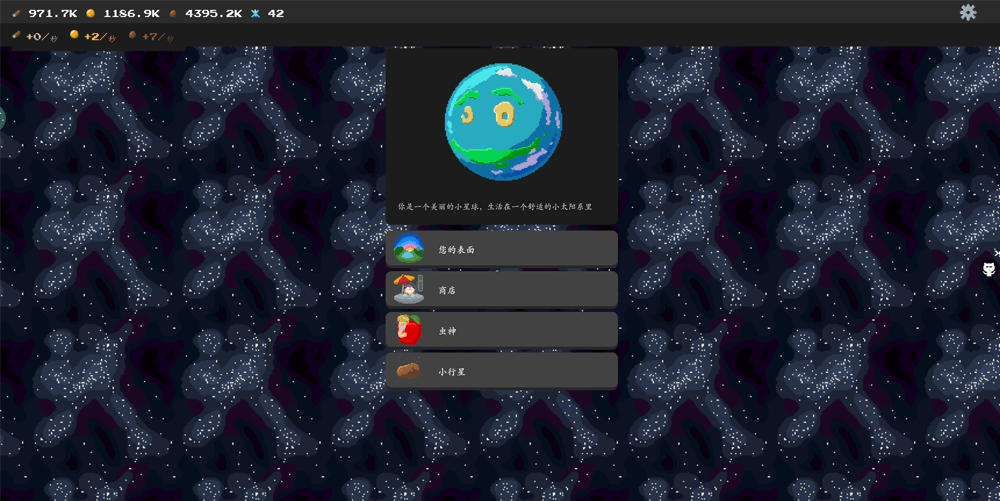 971.7K 1186.9K 4395.2K 42
+0/秒 +2/秒 +7/秒
你是一个美丽的小星球，生活在一个舒适的小太阳系里
您的表面
商店
虫神
小行星